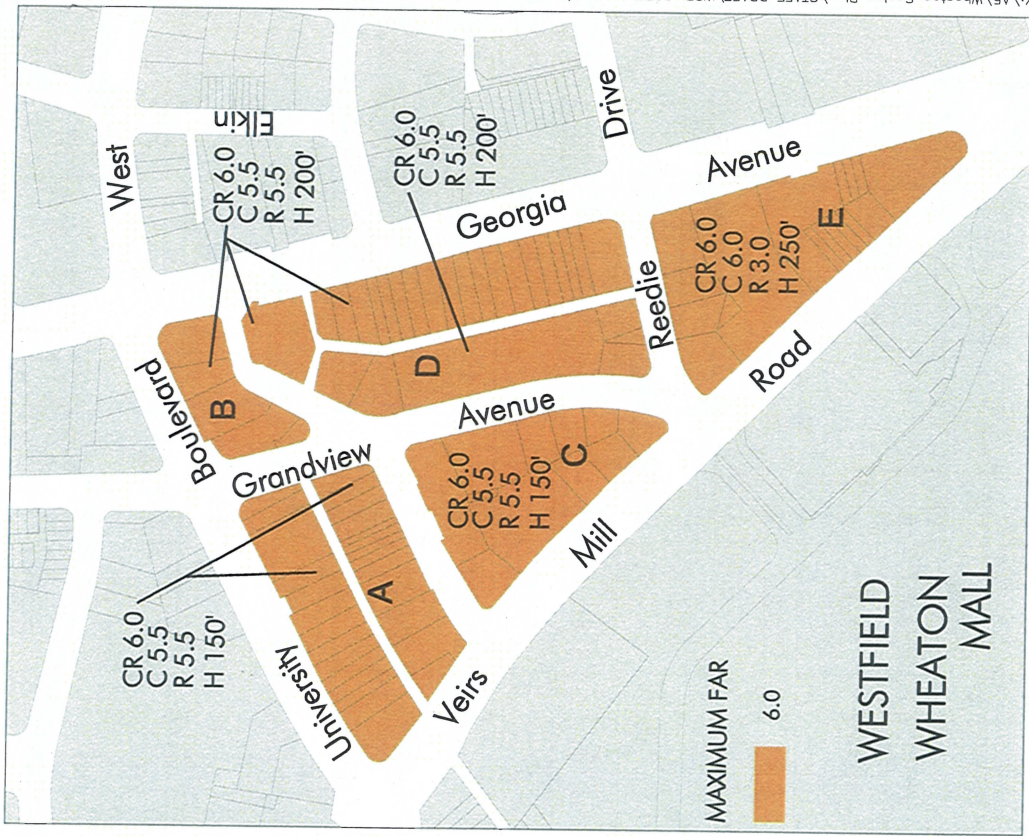 West
Elkin
CR 6.0
C 5.5
R 5.5
H 200'
CR 6.0
C 5.5
R 5.5
H 200'
Drive
Boulevard
B
Georgia
Avenue
D
Reedie
CR 6.0
C 6.0
R 3.0
H 250'
E
Grandview
Avenue
CR 6.0
C 5.5
R 5.5
H 150'
C
Road
Mill
CR 6.0
C 5.5
R 5.5
H 150'
A
University
Veirs
MAXIMUM FAR
6.0
WESTFIELD
WHEATON
MALL